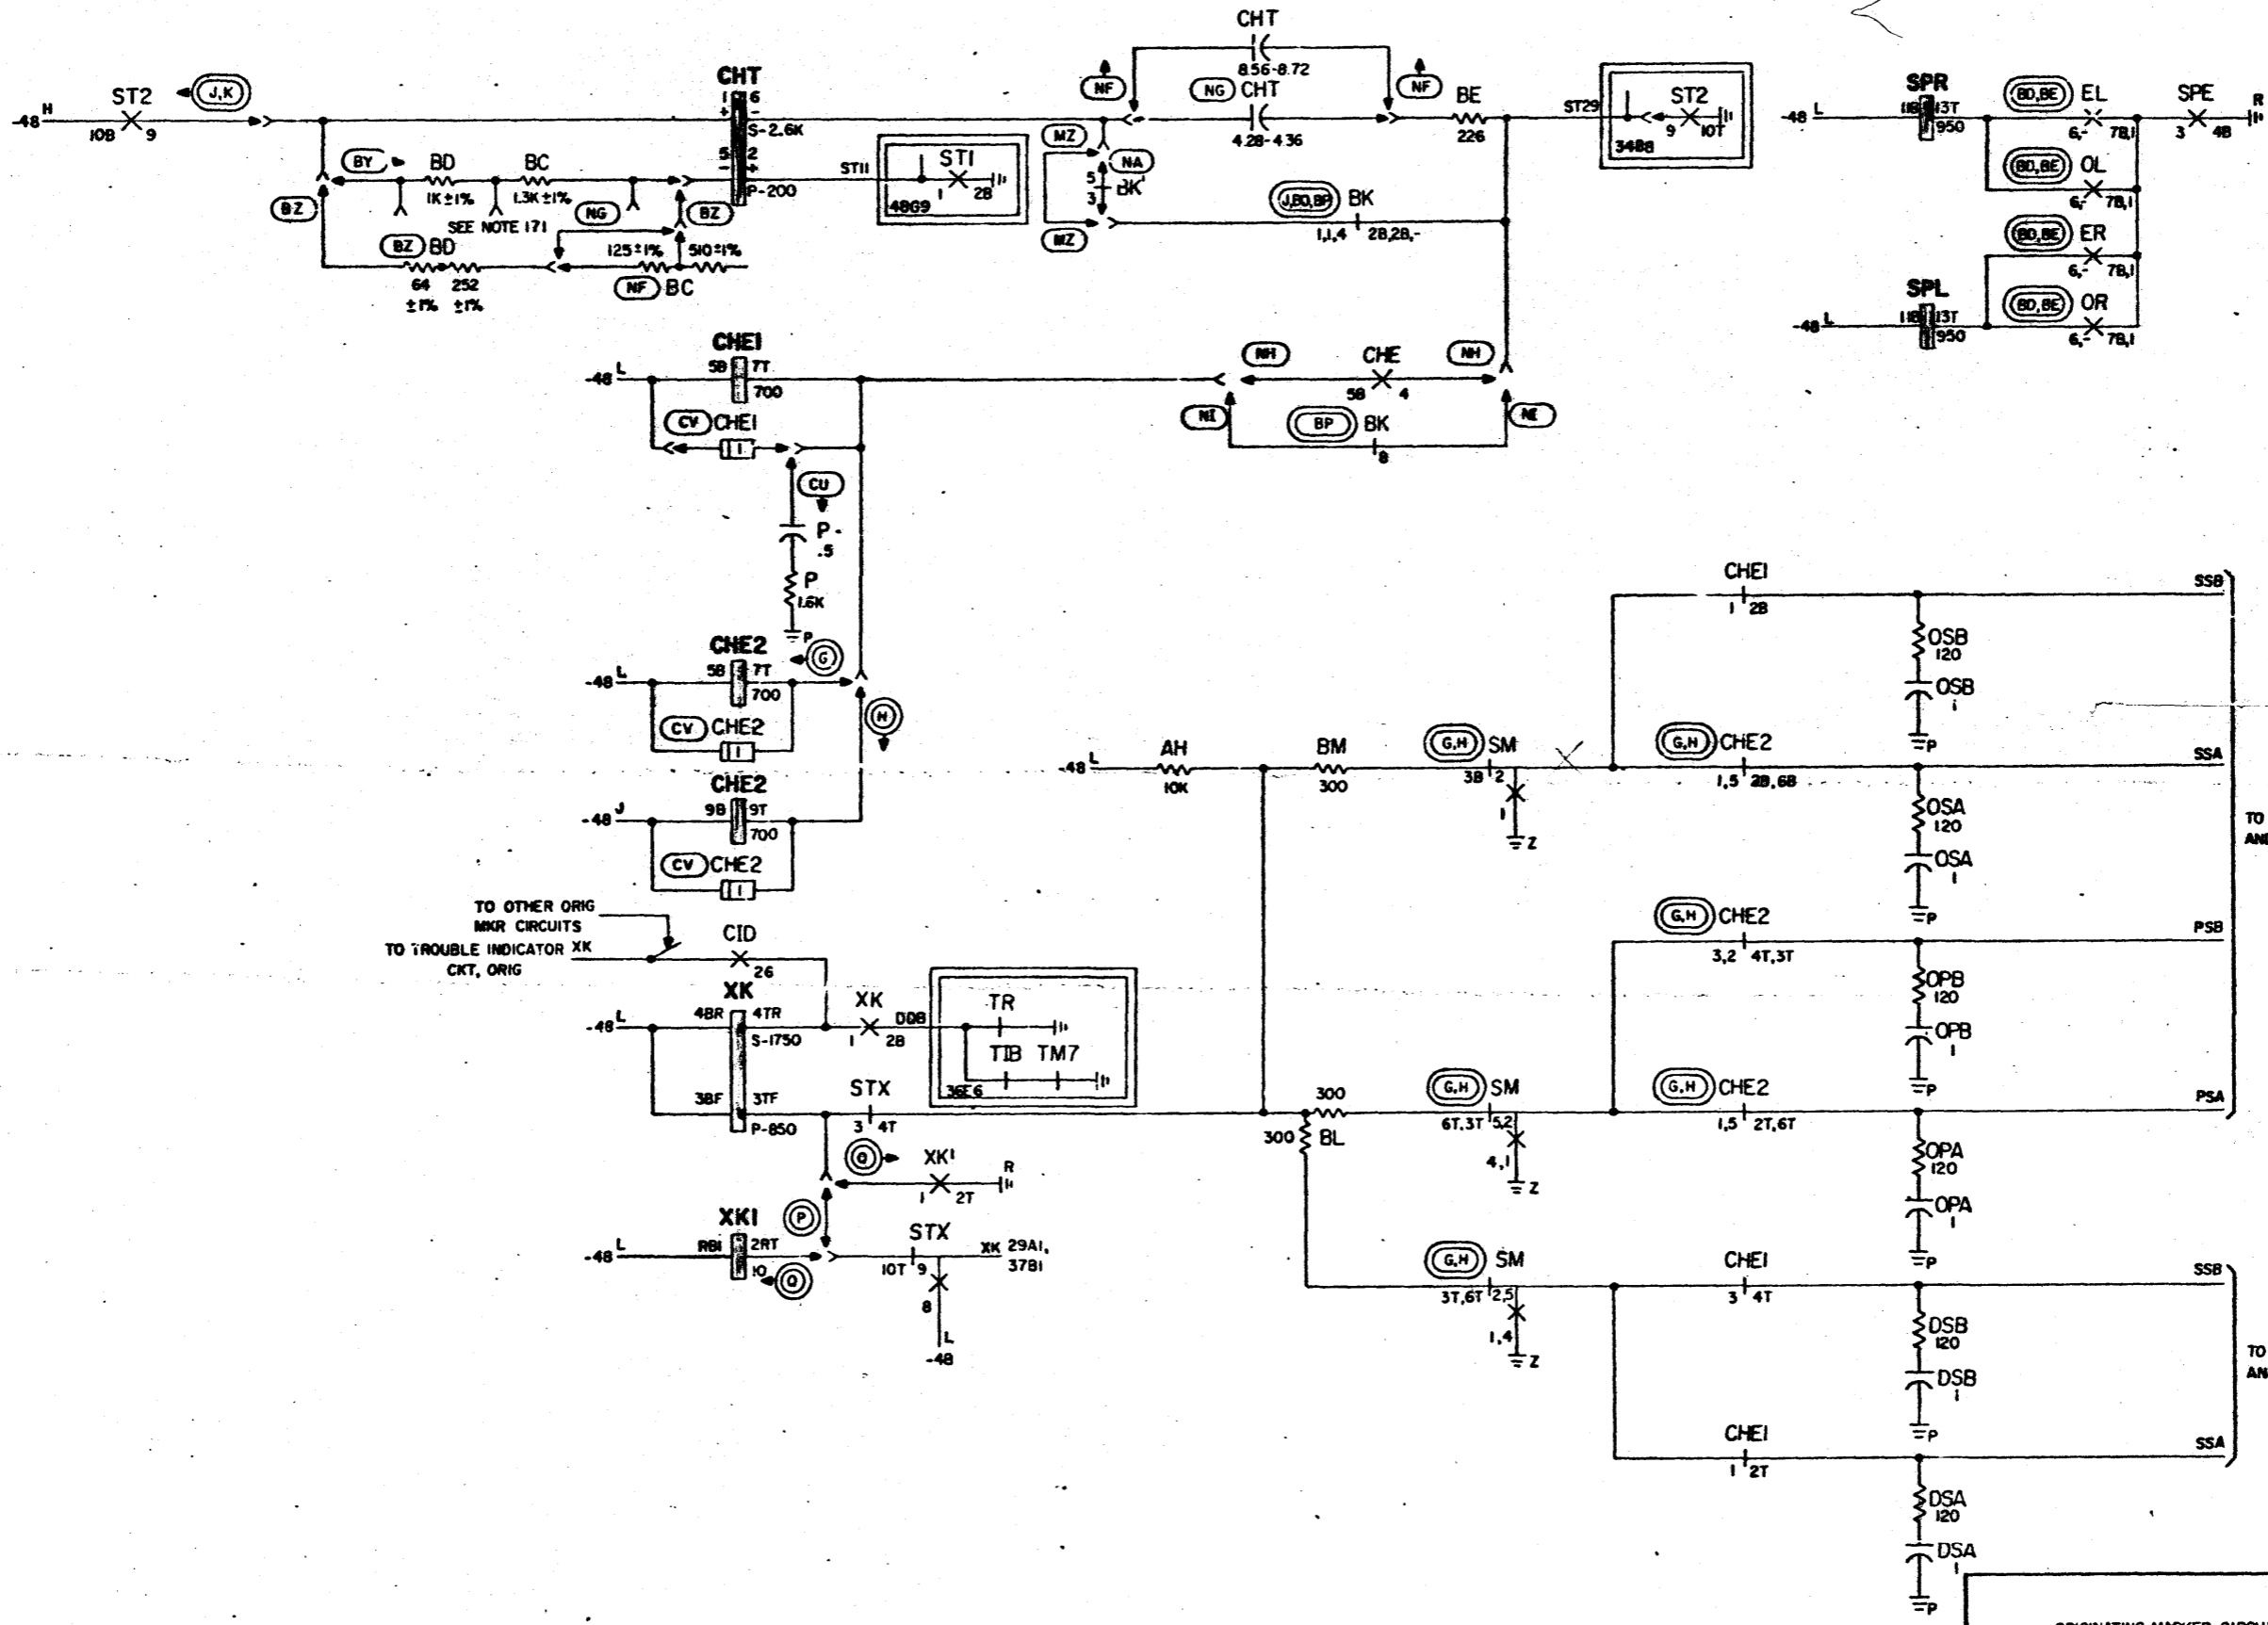 CHT
8.56-8.72
NF
NF
NG CHT
4.28-4.36
-48 H
ST2
10B 9
J,K
CHT
1 6
+ -
S-2.6K
5 2
- +
P-200
BY
BD
1K±1%
BC
1.3K±1%
NG
BZ
BZ
SEE NOTE 171
BZ BD
64
±1%
252
±1%
125±1%
510±1%
NF BC
ST11
ST1
1 2B
48G9
MZ
NA
5
3
BK
MZ
J,BO,BP BK
1,1,4 2B,2B,-
BE
226
ST29
ST2
9 10T
34B8
-48 L
SPR
11B 13T
950
BD,BE EL
6,- 7B,1
SPE
3 4B
R
BD,BE OL
6,- 7B,1
BD,BE ER
6,- 7B,1
SPL
-48 L
11B 13T
950
BD,BE OR
6,- 7B,1
CHE1
-48 L
5B 7T
700
CV CHE1
1
NH
CHE
5B 4
NH
NI
BP BK
8
NI
CU
P
.5
P
1.6K
P
CHE2
-48 L
5B 7T
700
G
CV CHE2
1
H
CHE2
-48 J
9B 9T
700
CV CHE2
1
CHE1
1 2B
SSB
OSB
120
OSB
1
P
-48 L
AH
10K
BM
300
G,H SM
3B 2
1
Z
G,H CHE2
1,5 2B,6B
SSA
OSA
120
OSA
1
P
TO
TO OTHER ORIG
MKR CIRCUITS
TO TROUBLE INDICATOR XK
CKT, ORIG
CID
26
G,H CHE2
3,2 4T,3T
PSB
OPB
120
OPB
1
P
XK
-48 L
4BR 4TR
S-1750
3BF 3TF
P-850
XK
1 2B
DDB
TR
TIB TM7
36E6
STX
3 4T
300
300 BL
G,H SM
6T,3T 5,2
4,1
Z
G,H CHE2
1,5 2T,6T
PSA
OPA
120
OPA
1
P
Q
XK1
1 2T
R
P
XK1
-48 L
RB1 2RT
10
Q
STX
10T 9
8
L
-48
XK 29A1,
37B1
G,H SM
3T,6T 2,5
1,4
Z
CHE1
3 4T
SSB
DSB
120
DSB
1
P
TO
CHE1
1 2T
SSA
DSA
120
DSA
1
P